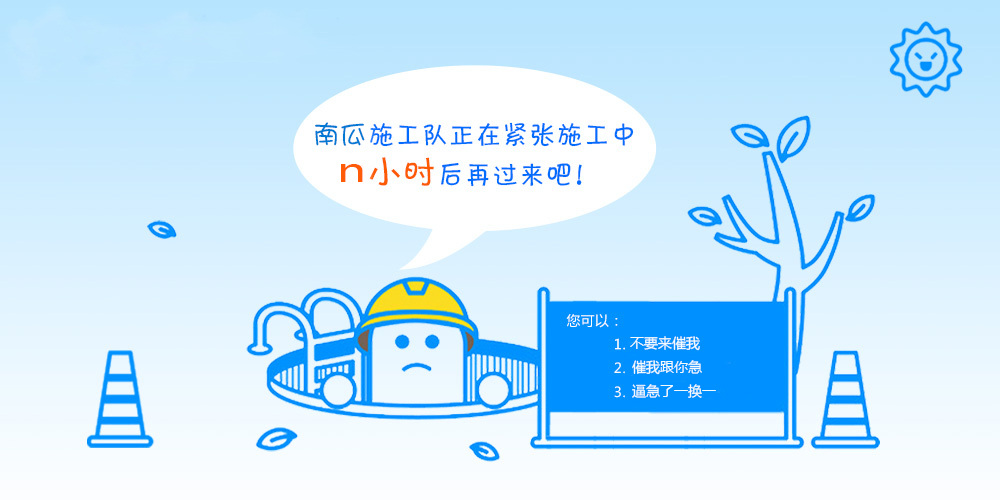 南瓜施工队正在紧张施工中
n小时后再过来吧!
您可以：
1. 不要来催我
2. 催我跟你急
3. 逼急了一换一